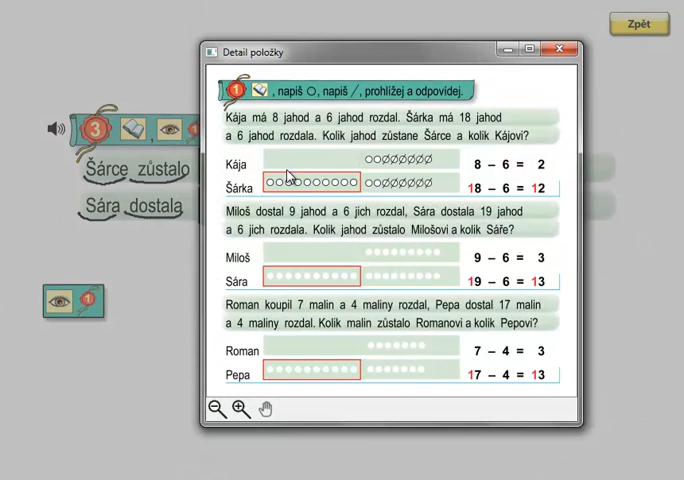 Zpět
Detail položky
1 , napiš O, napiš /, prohlížej a odpovídej.
Kája má 8 jahod a 6 jahod rozdal. Šárka má 18 jahod
a 6 jahod rozdala. Kolik jahod zůstane Šárce a kolik Kájovi?
Kája 8 – 6 = 2
Šárka 18 – 6 = 12
Miloš dostal 9 jahod a 6 jich rozdal, Sára dostala 19 jahod
a 6 jich rozdala. Kolik jahod zůstalo Milošovi a kolik Sáře?
Miloš 9 – 6 = 3
Sára 19 – 6 = 13
Roman koupil 7 malin a 4 maliny rozdal, Pepa dostal 17 malin
a 4 maliny rozdal. Kolik malin zůstalo Romanovi a kolik Pepovi?
Roman 7 – 4 = 3
Pepa 17 – 4 = 13
3 , 1
Šárce zůstalo
Sára dostala
1